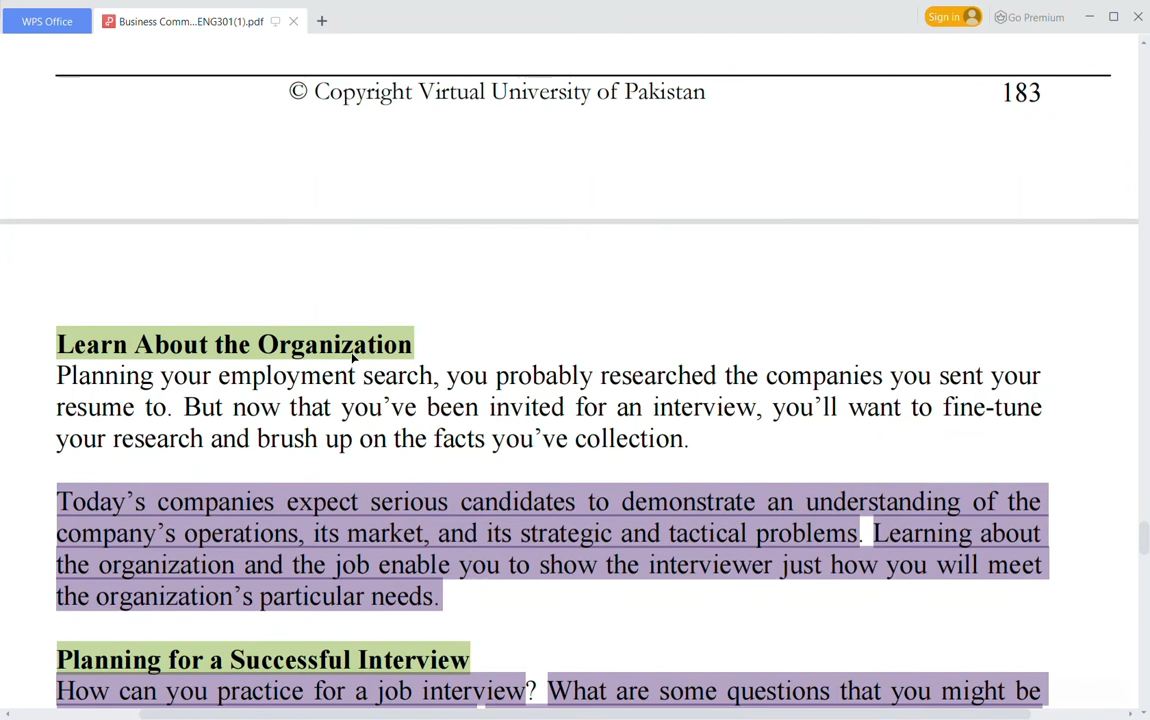 WPS Office
Business Comm...ENG301(1).pdf
Sign in
Go Premium
© Copyright Virtual University of Pakistan 183
Learn About the Organization
Planning your employment search, you probably researched the companies you sent your
resume to. But now that you’ve been invited for an interview, you’ll want to fine-tune
your research and brush up on the facts you’ve collection.
Today’s companies expect serious candidates to demonstrate an understanding of the
company’s operations, its market, and its strategic and tactical problems. Learning about
the organization and the job enable you to show the interviewer just how you will meet
the organization’s particular needs.
Planning for a Successful Interview
How can you practice for a job interview? What are some questions that you might be